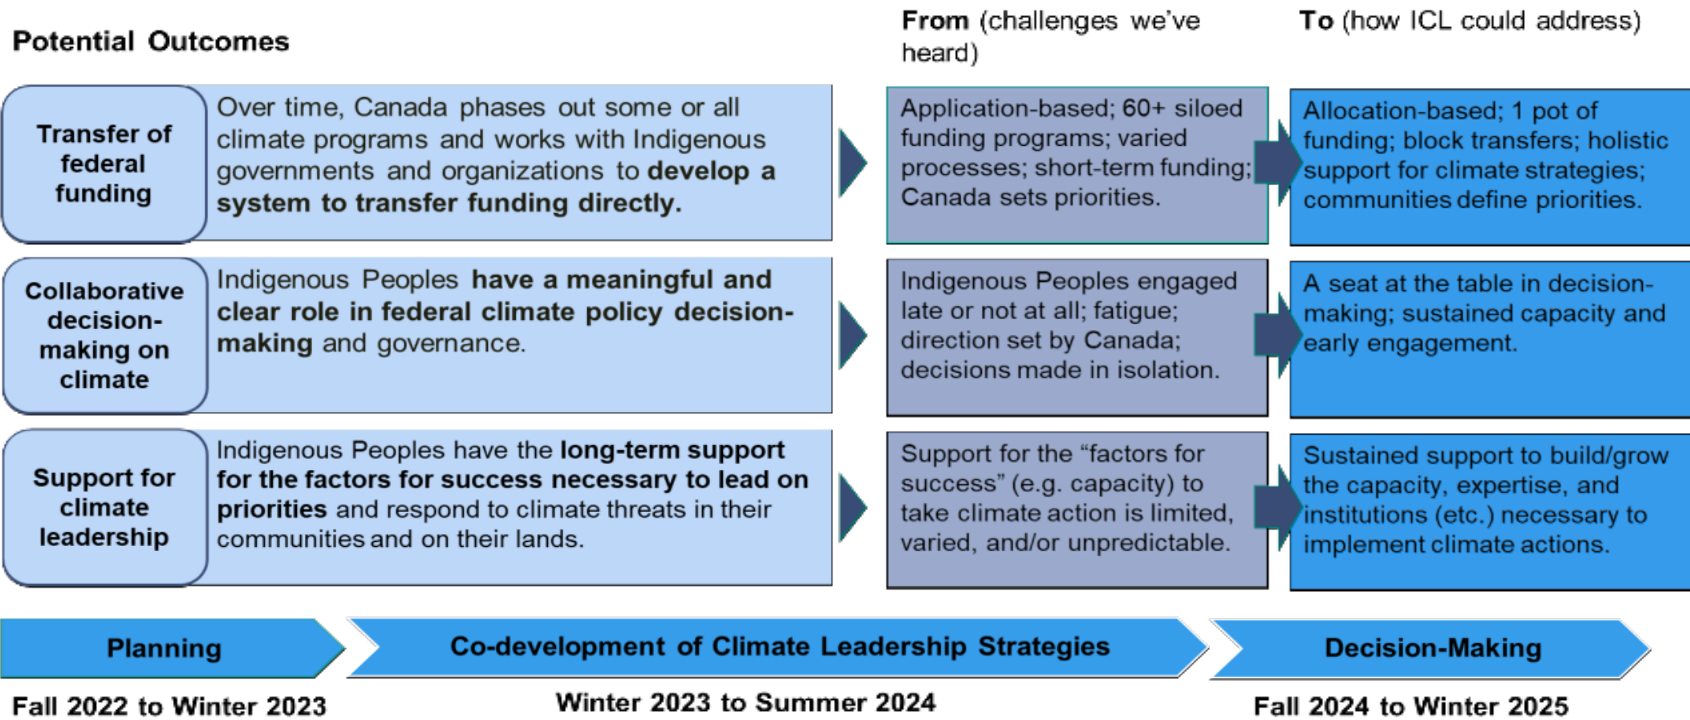 Potential Outcomes
From (challenges we've
heard)
To (how ICL could address)
Transfer of
federal
funding
Over time, Canada phases out some or all
climate programs and works with Indigenous
governments and organizations to develop a
system to transfer funding directly.
Application-based; 60+ siloed
funding programs; varied
processes; short-term funding;
Canada sets priorities.
Allocation-based; 1 pot of
funding; block transfers; holistic
support for climate strategies;
communities define priorities.
Collaborative
decision-
making on
climate
Indigenous Peoples have a meaningful and
clear role in federal climate policy decision-
making and governance.
Indigenous Peoples engaged
late or not at all; fatigue;
direction set by Canada;
decisions made in isolation.
A seat at the table in decision-
making; sustained capacity and
early engagement.
Support for
climate
leadership
Indigenous Peoples have the long-term support
for the factors for success necessary to lead on
priorities and respond to climate threats in their
communities and on their lands.
Support for the “factors for
success” (e.g. capacity) to
take climate action is limited,
varied, and/or unpredictable.
Sustained support to build/grow
the capacity, expertise, and
institutions (etc.) necessary to
implement climate actions.
Planning
Co-development of Climate Leadership Strategies
Decision-Making
Fall 2022 to Winter 2023
Winter 2023 to Summer 2024
Fall 2024 to Winter 2025